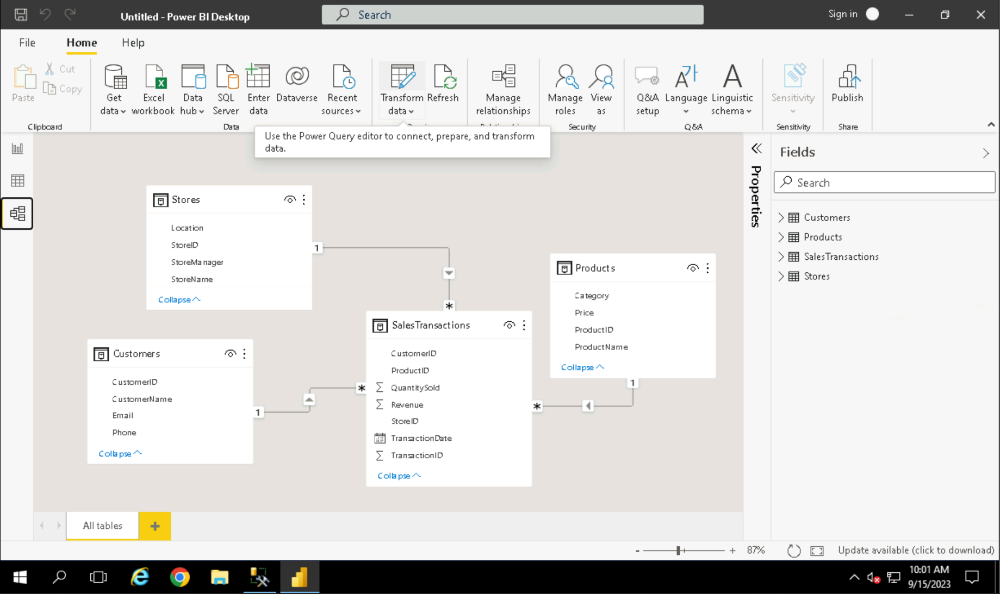 Untitled - Power BI Desktop
Search
Sign in
File Home Help
Paste
Cut
Copy
Clipboard
Get data
Excel workbook
Data hub
SQL Server
Enter data
Dataverse
Recent sources
Data
Transform data
Refresh
Manage relationships
Manage roles
View as
Security
Q&A setup
Language
Linguistic schema
Q&A
Sensitivity
Sensitivity
Publish
Share
Use the Power Query editor to connect, prepare, and transform
data.
Stores
Location
StoreID
StoreManager
StoreName
Collapse
1
*
Products
Category
Price
ProductID
ProductName
Collapse
1
*
Customers
CustomerID
CustomerName
Email
Phone
Collapse
1
*
SalesTransactions
CustomerID
ProductID
QuantitySold
Revenue
StoreID
TransactionDate
TransactionID
Collapse
Properties
Fields
Search
Customers
Products
SalesTransactions
Stores
All tables
+
- + 87%
Update available (click to download)
10:01 AM
9/15/2023